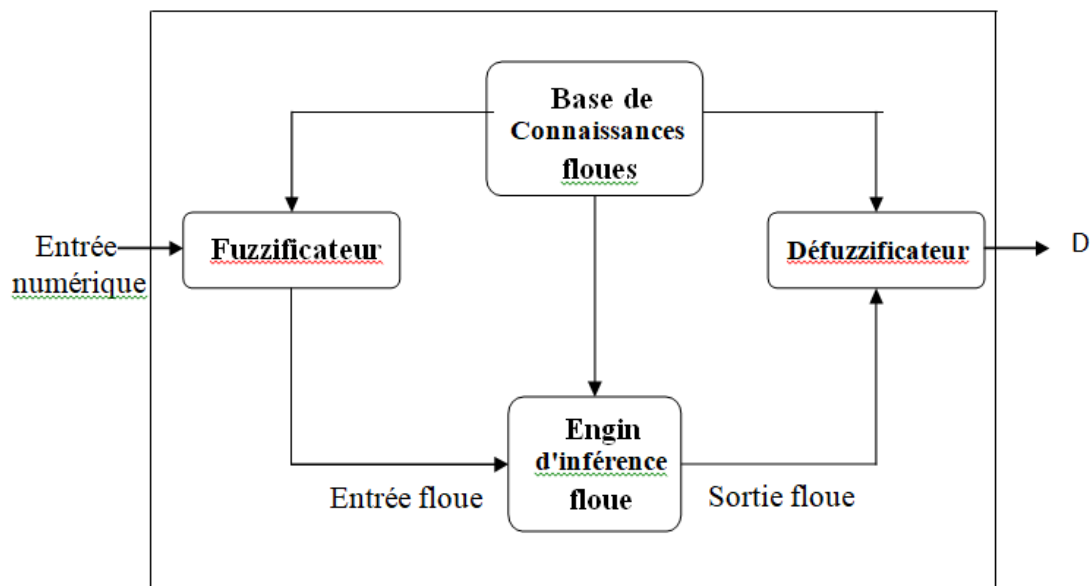 Base de
Connaissances
floues
Entrée
numérique
Fuzzificateur
Défuzzificateur
D
Engin
d'inférence
floue
Entrée floue
Sortie floue